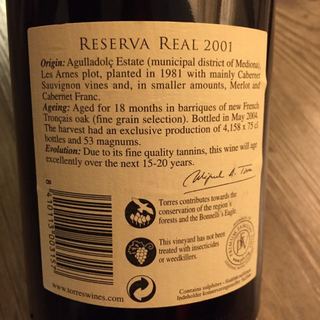 RESERVA REAL 2001
Origin: Agulladolç Estate (municipal district of Mediona),
Les Arnes plot, planted in 1981 with mainly Cabernet
Sauvignon vines and, in smaller amounts, Merlot and
Cabernet Franc.
Ageing: Aged for 18 months in barriques of new French
Tronçais oak (fine grain selection). Bottled in May 2004.
The harvest had an exclusive production of 4,158 x 75 cl
bottles and 53 magnums.
Evolution: Due to its fine quality tannins, this wine will age
excellently over the next 15-20 years.
Miguel A. Torres
Torres contributes towards the
conservation of the region's
forests and the Bonnelli's Eagle.
This vineyard has not been
treated with insecticides
or weedkillers.
www.torreswines.com
Contains sulphites